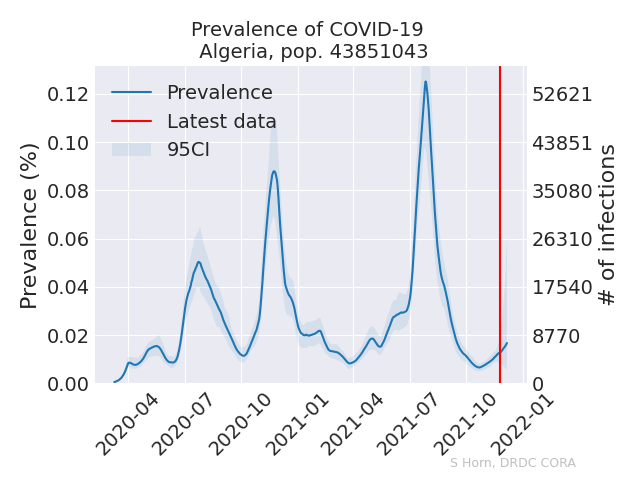 Prevalence of COVID-19
Algeria, pop. 43851043
Prevalence
Latest data
95CI
Prevalence (%)
0.12
0.10
0.08
0.06
0.04
0.02
0.00
52621
43851
35080
26310
17540
8770
0
# of infections
2020-04
2020-07
2020-10
2021-01
2021-04
2021-07
2021-10
2022-01
S Horn, DRDC CORA